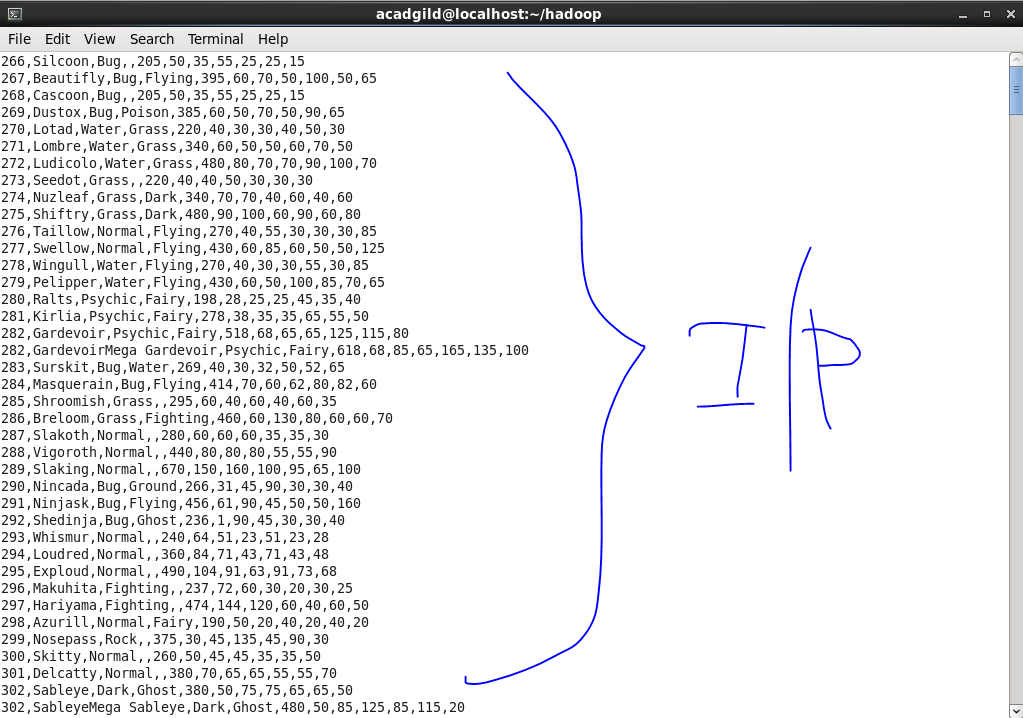 acadgild@localhost:~/hadoop
File Edit View Search Terminal Help
266,Silcoon,Bug,,205,50,35,55,25,25,15
267,Beautifly,Bug,Flying,395,60,70,50,100,50,65
268,Cascoon,Bug,,205,50,35,55,25,25,15
269,Dustox,Bug,Poison,385,60,50,70,50,90,65
270,Lotad,Water,Grass,220,40,30,30,40,50,30
271,Lombre,Water,Grass,340,60,50,50,60,70,50
272,Ludicolo,Water,Grass,480,80,70,70,90,100,70
273,Seedot,Grass,,220,40,40,50,30,30,30
274,Nuzleaf,Grass,Dark,340,70,70,40,60,40,60
275,Shiftry,Grass,Dark,480,90,100,60,90,60,80
276,Taillow,Normal,Flying,270,40,55,30,30,30,85
277,Swellow,Normal,Flying,430,60,85,60,50,50,125
278,Wingull,Water,Flying,270,40,30,30,55,30,85
279,Pelipper,Water,Flying,430,60,50,100,85,70,65
280,Ralts,Psychic,Fairy,198,28,25,25,45,35,40
281,Kirlia,Psychic,Fairy,278,38,35,35,65,55,50
282,Gardevoir,Psychic,Fairy,518,68,65,65,125,115,80
282,GardevoirMega Gardevoir,Psychic,Fairy,618,68,85,65,165,135,100
283,Surskit,Bug,Water,269,40,30,32,50,52,65
284,Masquerain,Bug,Flying,414,70,60,62,80,82,60
285,Shroomish,Grass,,295,60,40,60,40,60,35
286,Breloom,Grass,Fighting,460,60,130,80,60,60,70
287,Slakoth,Normal,,280,60,60,60,35,35,30
288,Vigoroth,Normal,,440,80,80,80,55,55,90
289,Slaking,Normal,,670,150,160,100,95,65,100
290,Nincada,Bug,Ground,266,31,45,90,30,30,40
291,Ninjask,Bug,Flying,456,61,90,45,50,50,160
292,Shedinja,Bug,Ghost,236,1,90,45,30,30,40
293,Whismur,Normal,,240,64,51,23,51,23,28
294,Loudred,Normal,,360,84,71,43,71,43,48
295,Exploud,Normal,,490,104,91,63,91,73,68
296,Makuhita,Fighting,,237,72,60,30,20,30,25
297,Hariyama,Fighting,,474,144,120,60,40,60,50
298,Azurill,Normal,Fairy,190,50,20,40,20,40,20
299,Nosepass,Rock,,375,30,45,135,45,90,30
300,Skitty,Normal,,260,50,45,45,35,35,50
301,Delcatty,Normal,,380,70,65,65,55,55,70
302,Sableye,Dark,Ghost,380,50,75,75,65,65,50
302,SableyeMega Sableye,Dark,Ghost,480,50,85,125,85,115,20
I/P